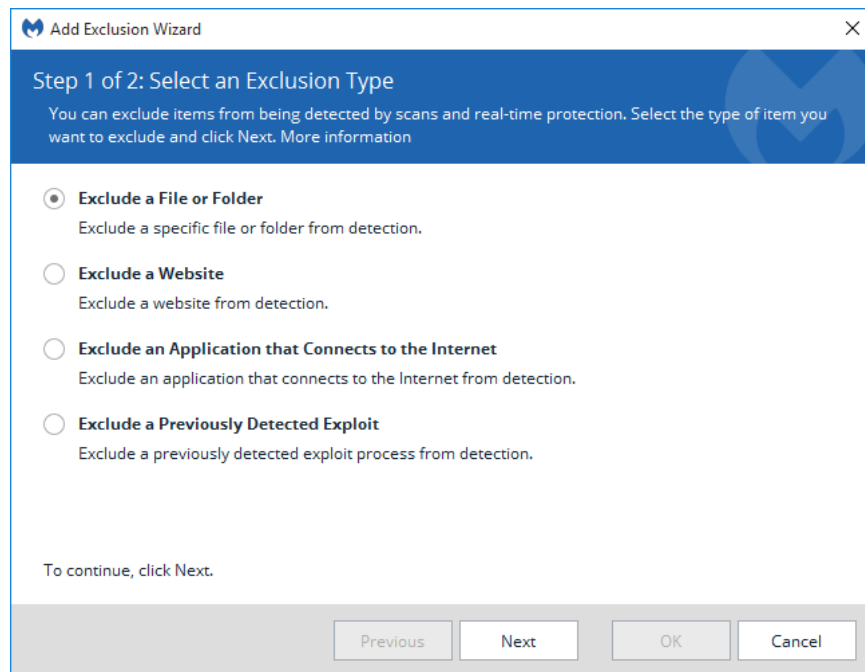 Add Exclusion Wizard
Step 1 of 2: Select an Exclusion Type
You can exclude items from being detected by scans and real-time protection. Select the type of item you
want to exclude and click Next. More information
Exclude a File or Folder
Exclude a specific file or folder from detection.
Exclude a Website
Exclude a website from detection.
Exclude an Application that Connects to the Internet
Exclude an application that connects to the Internet from detection.
Exclude a Previously Detected Exploit
Exclude a previously detected exploit process from detection.
To continue, click Next.
Previous Next OK Cancel